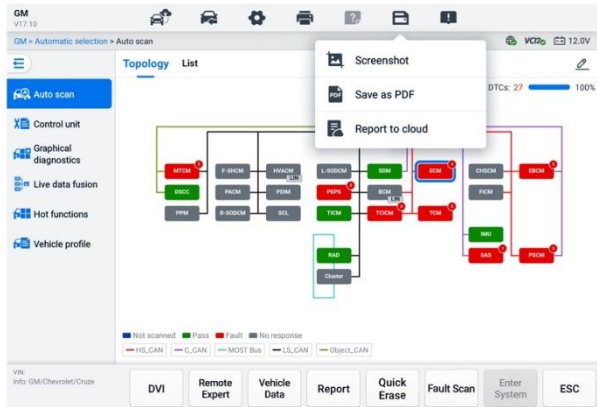 GM
V17.10
GM > Automatic selection > Auto scan
VCI2
12.0V
Topology
List
Screenshot
Save as PDF
Report to cloud
DTCs: 27
100%
Auto scan
Control unit
Graphical
diagnostics
Live data fusion
Hot functions
Vehicle profile
MTCM
F-SHCM
HVACM
LIN
L-SODCM
SDM
ECM
CHSCM
EBCM
DSCC
PACM
PDIM
PEPS
BCM
LIN
FICM
PPM
R-SODCM
SCL
TICM
TCICM
TCM
IMU
RAD
SAS
PSCM
Cluster
Not scanned
Pass
Fault
No response
HS_CAN
C_CAN
MOST Bus
LS_CAN
Object_CAN
VIN:
Info: GM/Chevrolet/Cruze
DVI
Remote
Expert
Vehicle
Data
Report
Quick
Erase
Fault Scan
Enter
System
ESC